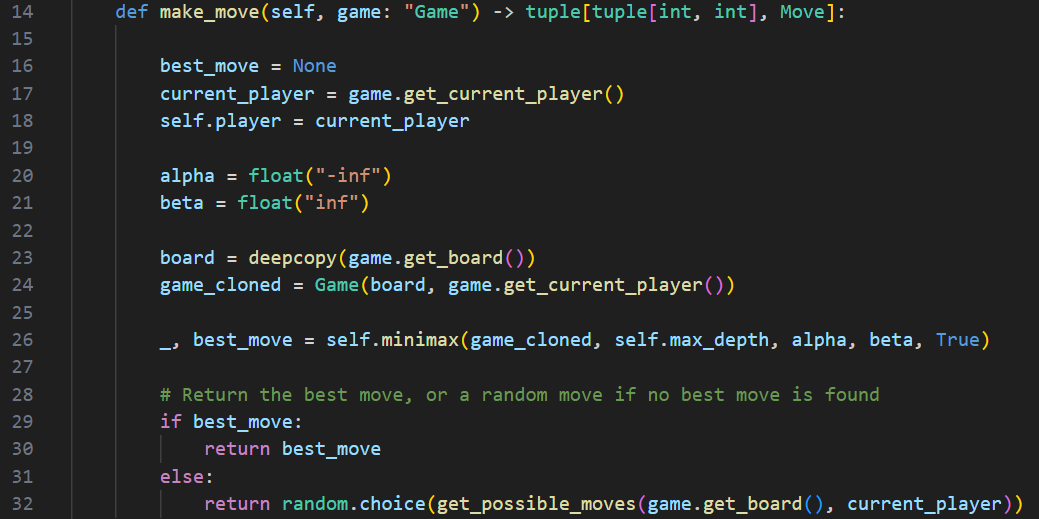 14 def make_move(self, game: "Game") -> tuple[tuple[int, int], Move]:
15
16 best_move = None
17 current_player = game.get_current_player()
18 self.player = current_player
19
20 alpha = float("-inf")
21 beta = float("inf")
22
23 board = deepcopy(game.get_board())
24 game_cloned = Game(board, game.get_current_player())
25
26 _, best_move = self.minimax(game_cloned, self.max_depth, alpha, beta, True)
27
28 # Return the best move, or a random move if no best move is found
29 if best_move:
30 return best_move
31 else:
32 return random.choice(get_possible_moves(game.get_board(), current_player))